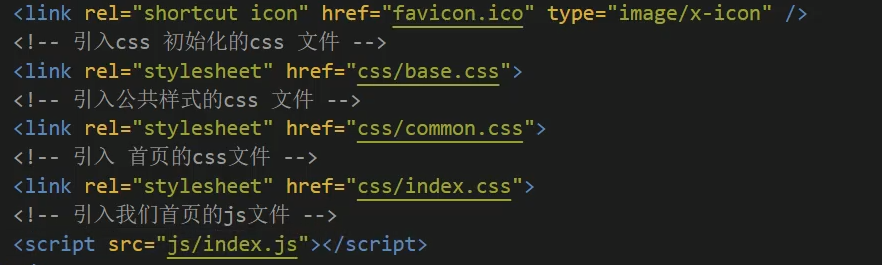 <link rel="shortcut icon" href="favicon.ico" type="image/x-icon" />
<!-- 引入css 初始化的css 文件 -->
<link rel="stylesheet" href="css/base.css">
<!-- 引入公共样式的css 文件 -->
<link rel="stylesheet" href="css/common.css">
<!-- 引入 首页的css文件 -->
<link rel="stylesheet" href="css/index.css">
<!-- 引入我们首页的js文件 -->
<script src="js/index.js"></script>